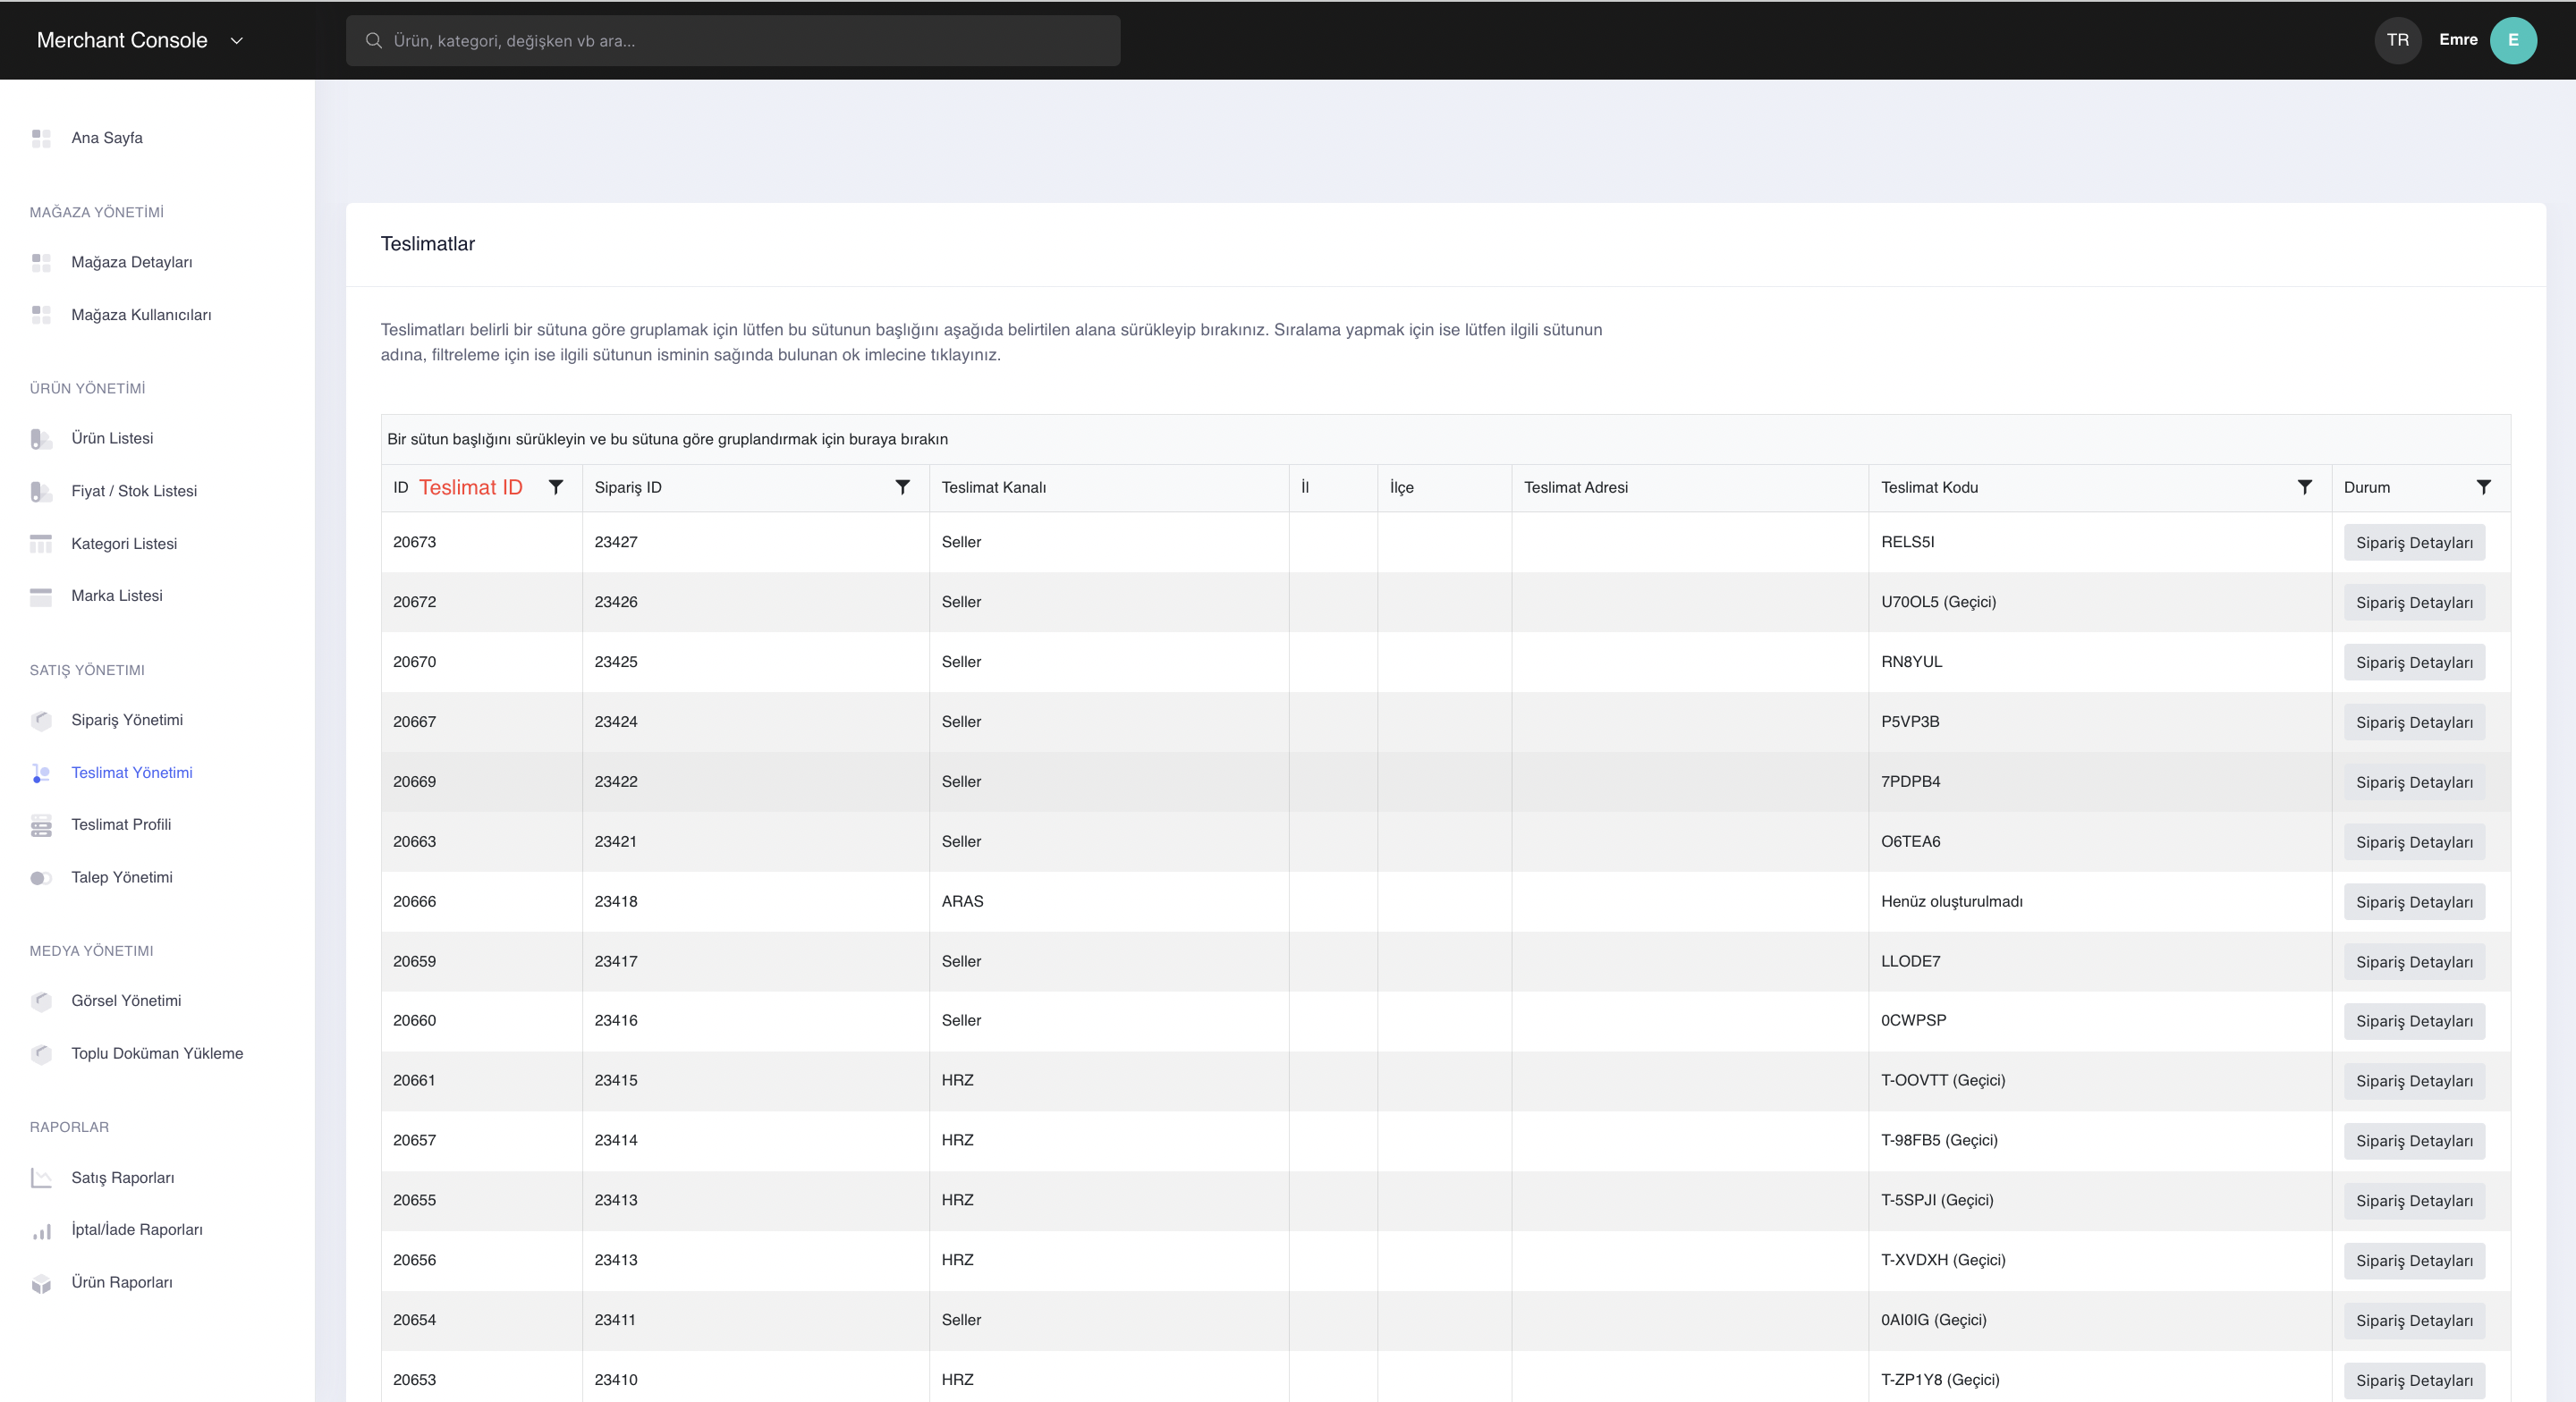 Merchant Console
Ürün, kategori, değişken vb ara...
TR Emre E
Ana Sayfa
MAĞAZA YÖNETİMİ
Mağaza Detayları
Mağaza Kullanıcıları
ÜRÜN YÖNETİMİ
Ürün Listesi
Fiyat / Stok Listesi
Kategori Listesi
Marka Listesi
SATIŞ YÖNETIMI
Sipariş Yönetimi
Teslimat Yönetimi
Teslimat Profili
Talep Yönetimi
MEDYA YÖNETIMI
Görsel Yönetimi
Toplu Doküman Yükleme
RAPORLAR
Satış Raporları
İptal/İade Raporları
Ürün Raporları
Teslimatlar
Teslimatları belirli bir sütuna göre gruplamak için lütfen bu sütunun başlığını aşağıda belirtilen alana sürükleyip bırakınız. Sıralama yapmak için ise lütfen ilgili sütunun
adına, filtreleme için ise ilgili sütunun isminin sağında bulunan ok imlecine tıklayınız.
Bir sütun başlığını sürükleyin ve bu sütuna göre gruplandırmak için buraya bırakın
ID Teslimat ID Sipariş ID Teslimat Kanalı İl İlçe Teslimat Adresi Teslimat Kodu Durum
20673 23427 Seller RELS5I Sipariş Detayları
20672 23426 Seller U70OL5 (Geçici) Sipariş Detayları
20670 23425 Seller RN8YUL Sipariş Detayları
20667 23424 Seller P5VP3B Sipariş Detayları
20669 23422 Seller 7PDPB4 Sipariş Detayları
20663 23421 Seller O6TEA6 Sipariş Detayları
20666 23418 ARAS Henüz oluşturulmadı Sipariş Detayları
20659 23417 Seller LLODE7 Sipariş Detayları
20660 23416 Seller 0CWPSP Sipariş Detayları
20661 23415 HRZ T-OOVTT (Geçici) Sipariş Detayları
20657 23414 HRZ T-98FB5 (Geçici) Sipariş Detayları
20655 23413 HRZ T-5SPJI (Geçici) Sipariş Detayları
20656 23413 HRZ T-XVDXH (Geçici) Sipariş Detayları
20654 23411 Seller 0AI0IG (Geçici) Sipariş Detayları
20653 23410 HRZ T-ZP1Y8 (Geçici) Sipariş Detayları